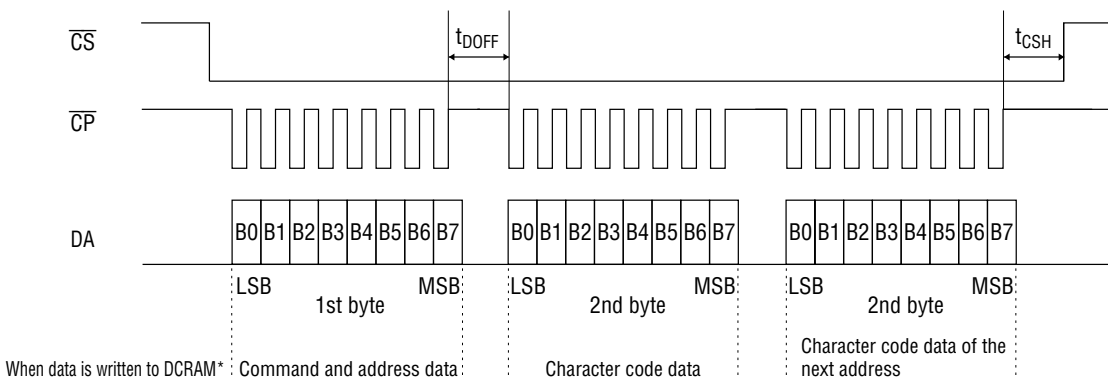 CS
tDOFF
tCSH
CP
DA
B0 B1 B2 B3 B4 B5 B6 B7
B0 B1 B2 B3 B4 B5 B6 B7
B0 B1 B2 B3 B4 B5 B6 B7
LSB
MSB
LSB
MSB
LSB
MSB
1st byte
2nd byte
2nd byte
When data is written to DCRAM*
Command and address data
Character code data
Character code data of the
next address